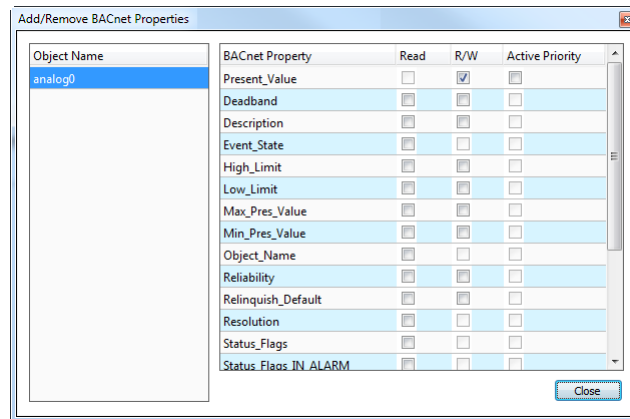 Add/Remove BACnet Properties
Object Name
analog0
BACnet Property Read R/W Active Priority
Present_Value
Deadband
Description
Event_State
High_Limit
Low_Limit
Max_Pres_Value
Min_Pres_Value
Object_Name
Reliability
Relinquish_Default
Resolution
Status_Flags
Status_Flags_IN_ALARM
Close